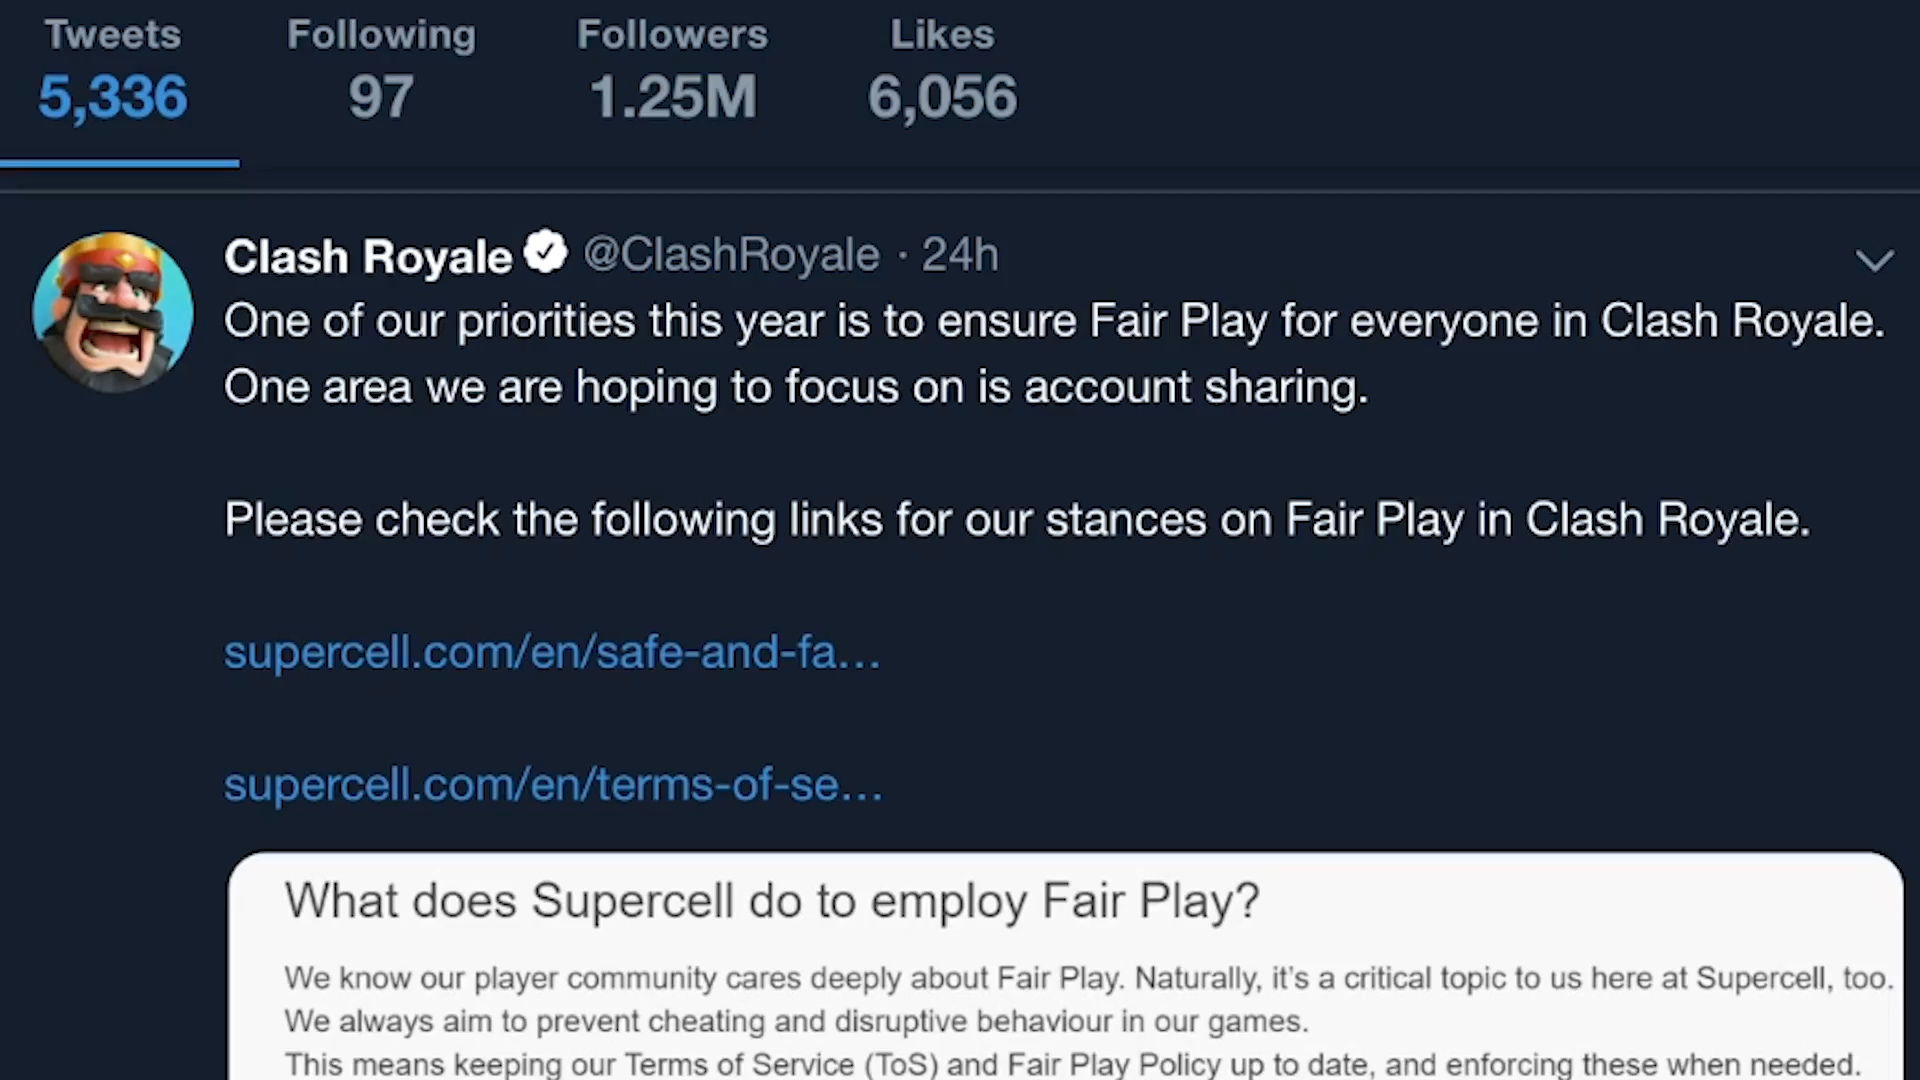 Tweets Following Followers Likes
5,336 97 1.25M 6,056
Clash Royale @ClashRoyale · 24h
One of our priorities this year is to ensure Fair Play for everyone in Clash Royale.
One area we are hoping to focus on is account sharing.
Please check the following links for our stances on Fair Play in Clash Royale.
supercell.com/en/safe-and-fa…
supercell.com/en/terms-of-se…
What does Supercell do to employ Fair Play?
We know our player community cares deeply about Fair Play. Naturally, it's a critical topic to us here at Supercell, too.
We always aim to prevent cheating and disruptive behaviour in our games.
This means keeping our Terms of Service (ToS) and Fair Play Policy up to date, and enforcing these when needed.